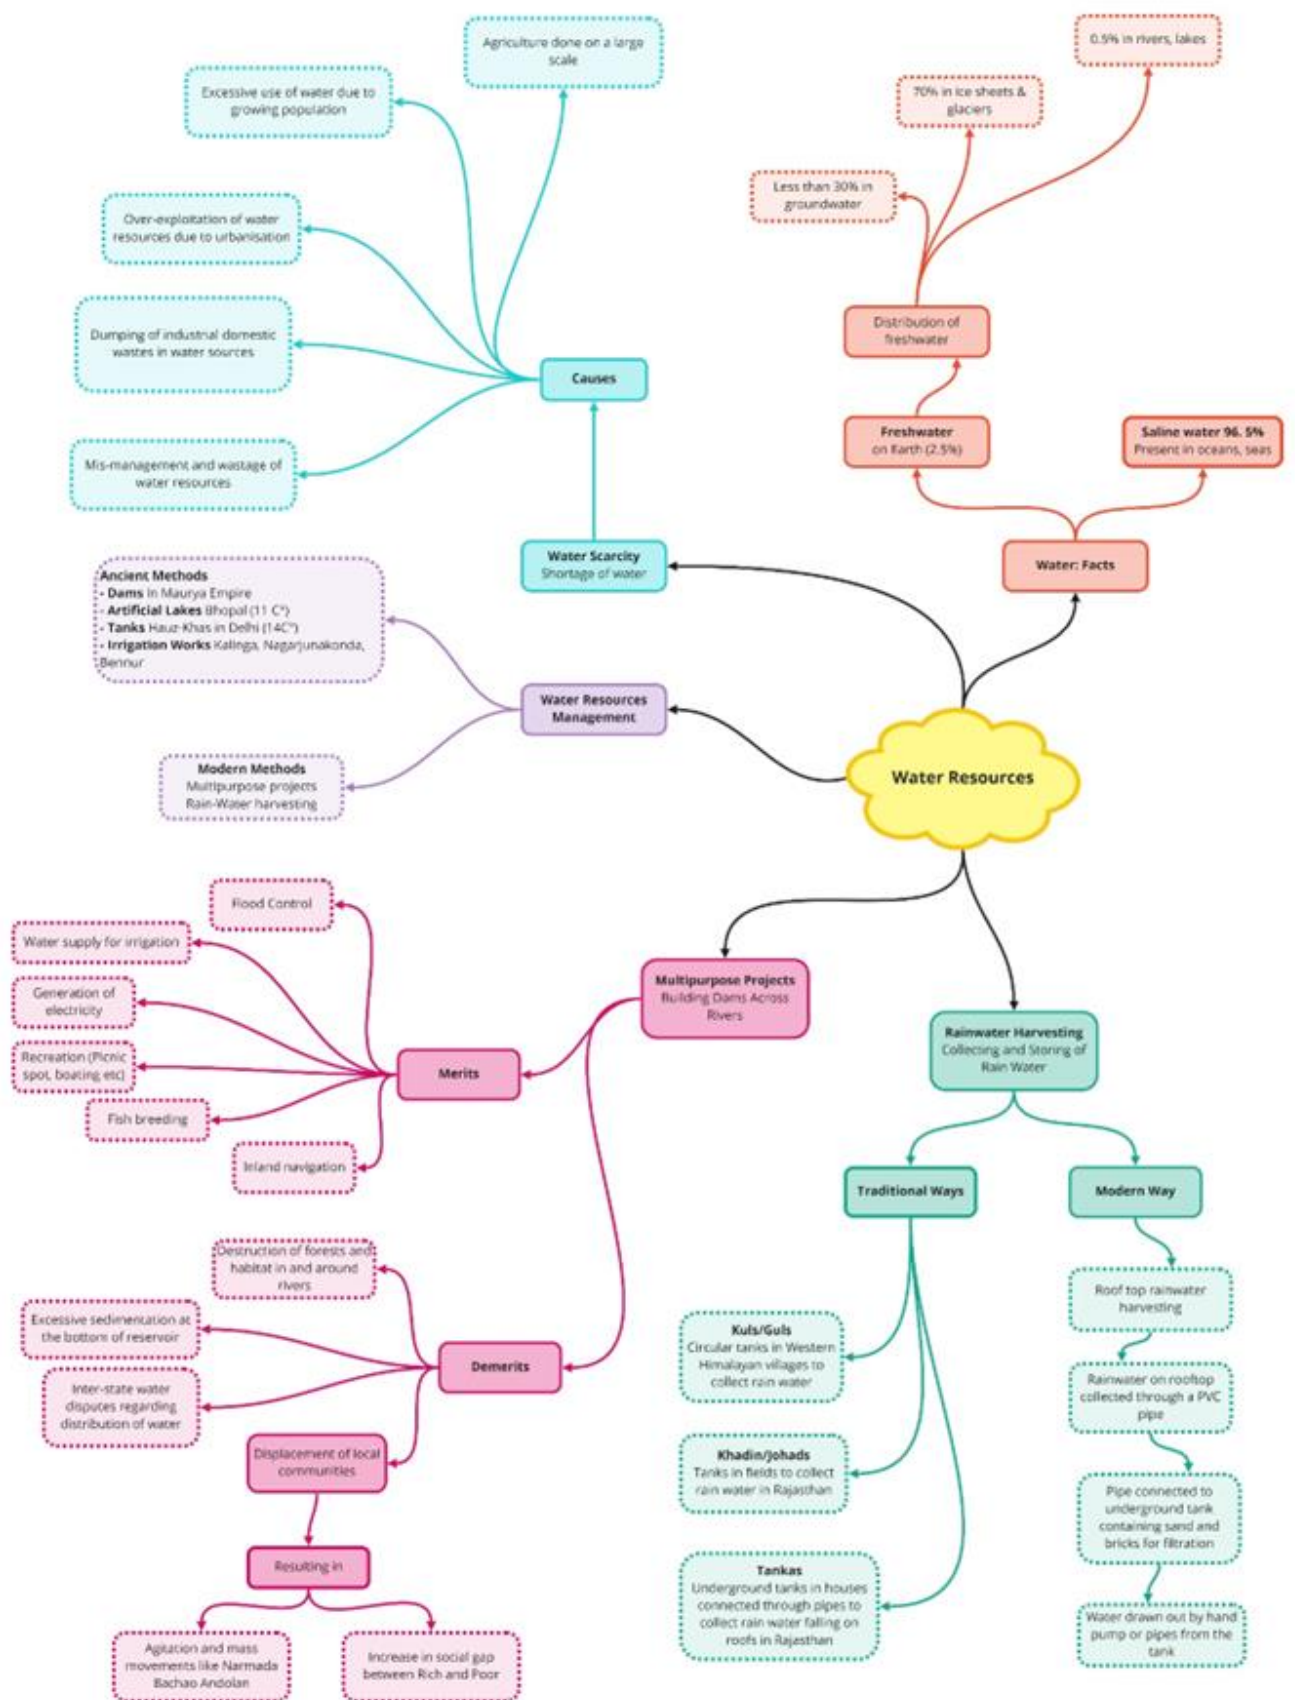 Agriculture done on a large
scale
Excessive use of water due to
growing population
Over-exploitation of water
resources due to urbanisation
Dumping of industrial domestic
wastes in water sources
Mis-management and wastage of
water resources
Causes
Water Scarcity
Shortage of water
0.5% in rivers, lakes
70% in ice sheets &
glaciers
Less than 30% in
groundwater
Distribution of
freshwater
Freshwater
on Earth (2.5%)
Saline water 96. 5%
Present in oceans, seas
Water: Facts
Ancient Methods
- Dams In Maurya Empire
- Artificial Lakes Bhopal (11 C°)
- Tanks Hauz-Khas in Delhi (14C°)
- Irrigation Works Kalinga, Nagarjunakonda,
Bennur
Water Resources
Management
Modern Methods
Multipurpose projects
Rain-Water harvesting
Water Resources
Multipurpose Projects
Building Dams Across
Rivers
Merits
Flood Control
Water supply for irrigation
Generation of
electricity
Recreation (Picnic
spot, boating etc)
Fish breeding
Inland navigation
Demerits
Destruction of forests and
habitat in and around
rivers
Excessive sedimentation at
the bottom of reservoir
Inter-state water
disputes regarding
distribution of water
Displacement of local
communities
Resulting in
Agitation and mass
movements like Narmada
Bachao Andolan
Increase in social gap
between Rich and Poor
Rainwater Harvesting
Collecting and Storing of
Rain Water
Traditional Ways
Kuls/Guls
Circular tanks in Western
Himalayan villages to
collect rain water
Khadin/Johads
Tanks in fields to collect
rain water in Rajasthan
Tankas
Underground tanks in houses
connected through pipes to
collect rain water falling on
roofs in Rajasthan
Modern Way
Roof top rainwater
harvesting
Rainwater on rooftop
collected through a PVC
pipe
Pipe connected to
underground tank
containing sand and
bricks for filtration
Water drawn out by hand
pump or pipes from the
tank